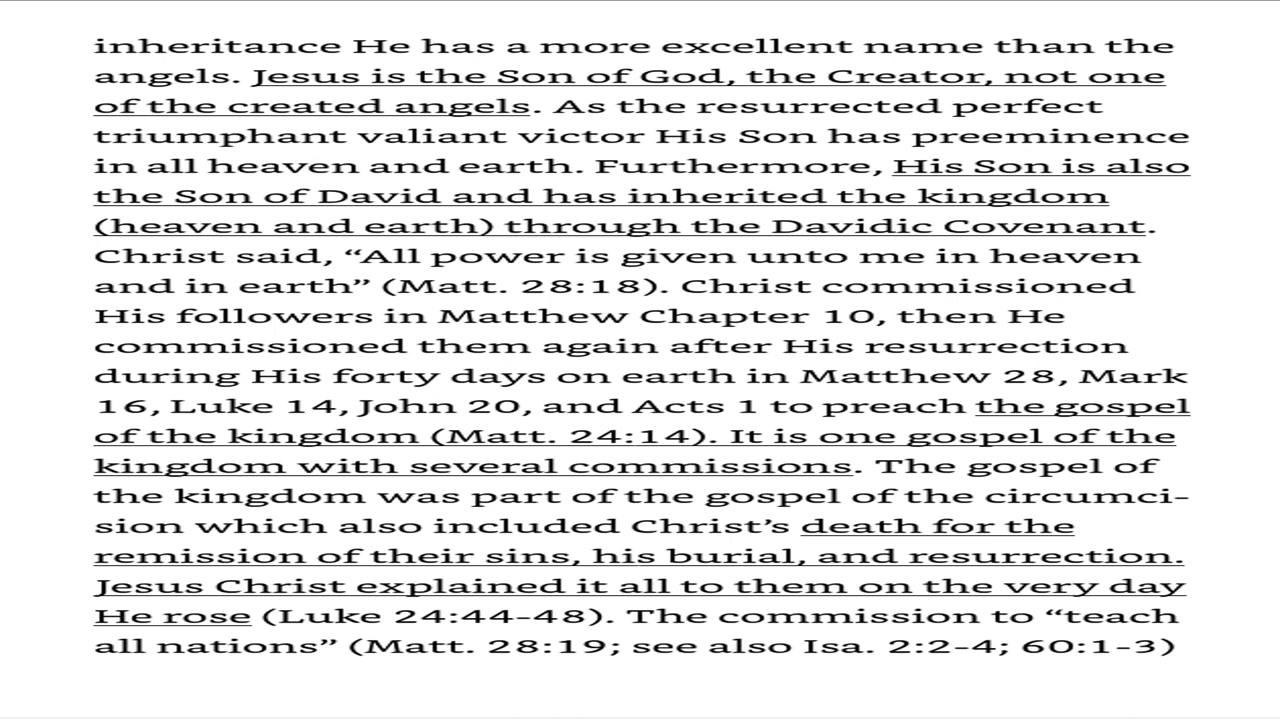 inheritance He has a more excellent name than the
angels. Jesus is the Son of God, the Creator, not one
of the created angels. As the resurrected perfect
triumphant valiant victor His Son has preeminence
in all heaven and earth. Furthermore, His Son is also
the Son of David and has inherited the kingdom
(heaven and earth) through the Davidic Covenant.
Christ said, “All power is given unto me in heaven
and in earth” (Matt. 28:18). Christ commissioned
His followers in Matthew Chapter 10, then He
commissioned them again after His resurrection
during His forty days on earth in Matthew 28, Mark
16, Luke 14, John 20, and Acts 1 to preach the gospel
of the kingdom (Matt. 24:14). It is one gospel of the
kingdom with several commissions. The gospel of
the kingdom was part of the gospel of the circumci-
sion which also included Christ’s death for the
remission of their sins, his burial, and resurrection.
Jesus Christ explained it all to them on the very day
He rose (Luke 24:44-48). The commission to “teach
all nations” (Matt. 28:19; see also Isa. 2:2-4; 60:1-3)